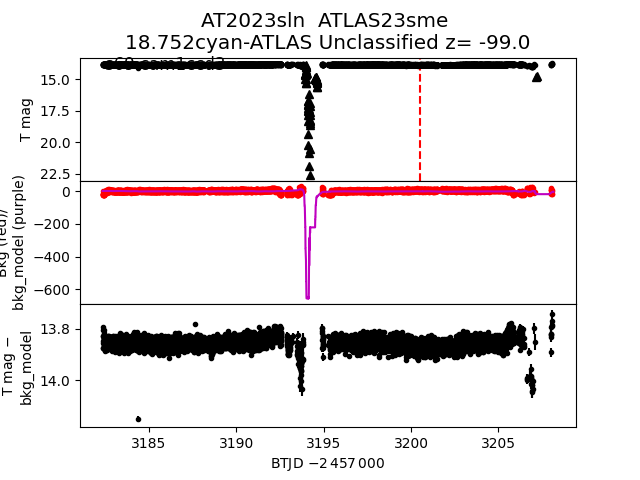 AT2023sln ATLAS23sme
18.752cyan-ATLAS Unclassified z= -99.0
15.0
17.5
20.0
22.5
T mag
0
−200
−400
−600
Bkg (red)/
bkg_model (purple)
13.8
14.0
T mag −
bkg_model
3185
3190
3195
3200
3205
BTJD −2 457 000